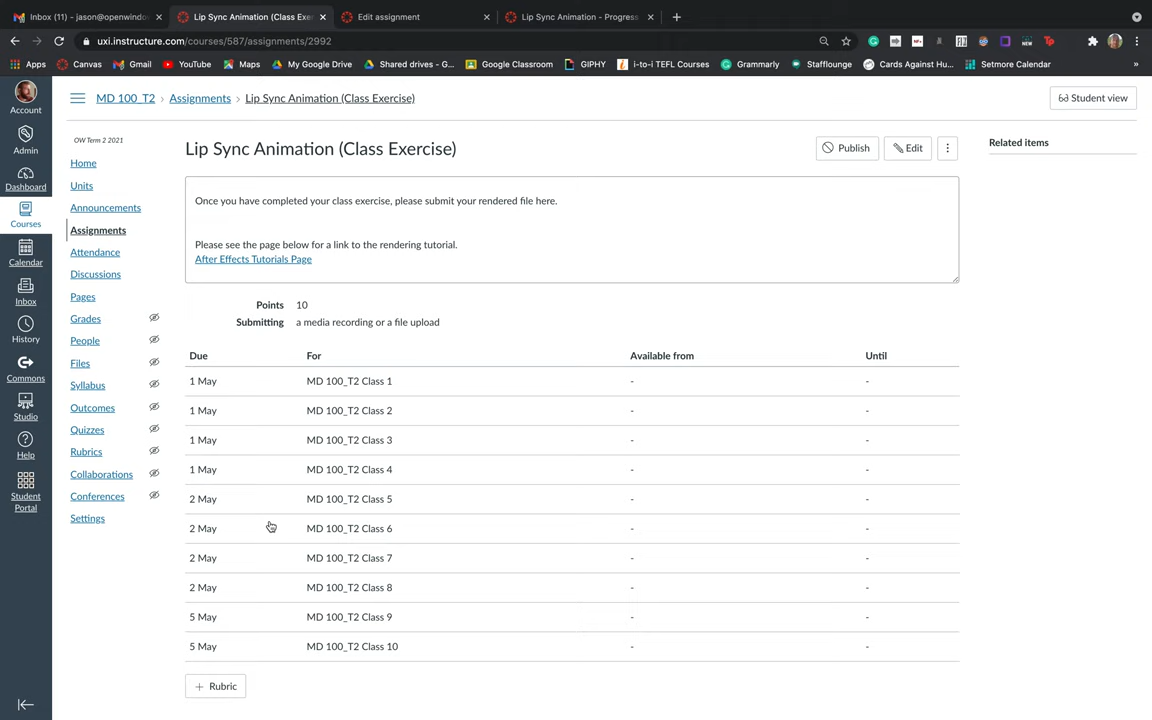 Inbox (11) - jason@openwindo
Lip Sync Animation (Class Exer
Edit assignment
Lip Sync Animation - Progress
uxi.instructure.com/courses/587/assignments/2992
Apps
Canvas
Gmail
YouTube
Maps
My Google Drive
Shared drives - G...
Google Classroom
GIPHY
i-to-i TEFL Courses
Grammarly
Stafflounge
Cards Against Hu...
Setmore Calendar
»
Account
Admin
Dashboard
Courses
Calendar
Inbox
History
Commons
Studio
Help
Student
Portal
MD 100_T2 › Assignments › Lip Sync Animation (Class Exercise)
Student view
OW Term 2 2021
Home
Units
Announcements
Assignments
Attendance
Discussions
Pages
Grades
People
Files
Syllabus
Outcomes
Quizzes
Rubrics
Collaborations
Conferences
Settings
Lip Sync Animation (Class Exercise)
Publish
Edit
Related items
Once you have completed your class exercise, please submit your rendered file here.
Please see the page below for a link to the rendering tutorial.
After Effects Tutorials Page
Points 10
Submitting a media recording or a file upload
Due For Available from Until
1 May MD 100_T2 Class 1 - -
1 May MD 100_T2 Class 2 - -
1 May MD 100_T2 Class 3 - -
1 May MD 100_T2 Class 4 - -
2 May MD 100_T2 Class 5 - -
2 May MD 100_T2 Class 6 - -
2 May MD 100_T2 Class 7 - -
2 May MD 100_T2 Class 8 - -
5 May MD 100_T2 Class 9 - -
5 May MD 100_T2 Class 10 - -
+ Rubric